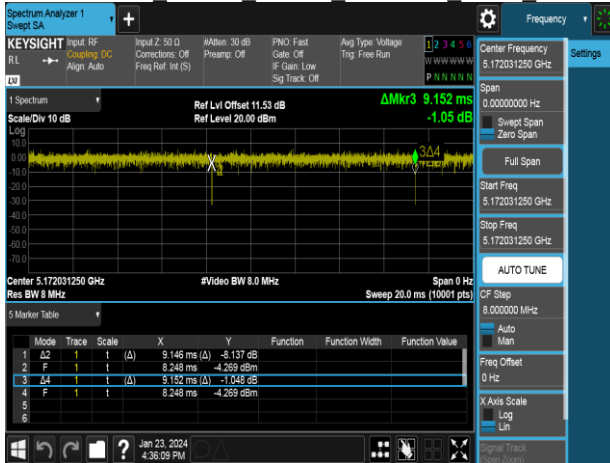 Spectrum Analyzer 1
Swept SA
Frequency
KEYSIGHT
RL
Input: RF
Coupling: DC
Align: Auto
Input Z: 50 Ω
Corrections: Off
Freq Ref: Int (S)
#Atten: 30 dB
Preamp: Off
PNO: Fast
Gate: Off
IF Gain: Low
Sig Track: Off
Avg Type: Voltage
Trig: Free Run
1 2 3 4 5 6
W W W W W W
P N N N N N
LXI
1 Spectrum
Scale/Div 10 dB
Ref Lvl Offset 11.53 dB
Ref Level 20.00 dBm
ΔMkr3 9.152 ms
-1.05 dB
Log
10.0
0.00
-10.0
-20.0
-30.0
-40.0
-50.0
-60.0
-70.0
3Δ4
Center 5.172031250 GHz
Res BW 8 MHz
#Video BW 8.0 MHz
Span 0 Hz
Sweep 20.0 ms (10001 pts)
5 Marker Table
Mode Trace Scale X Y Function Function Width Function Value
1 Δ2 1 t (Δ) 9.146 ms (Δ) -8.137 dB
2 F 1 t 8.248 ms -4.269 dBm
3 Δ4 1 t (Δ) 9.152 ms (Δ) -1.048 dB
4 F 1 t 8.248 ms -4.269 dBm
5
6
Jan 23, 2024
4:36:09 PM
Center Frequency
5.172031250 GHz
Span
0.00000000 Hz
Swept Span
Zero Span
Full Span
Start Freq
5.172031250 GHz
Stop Freq
5.172031250 GHz
AUTO TUNE
CF Step
8.000000 MHz
Auto
Man
Freq Offset
0 Hz
X Axis Scale
Log
Lin
Signal Track
(Span Zoom)
Settings